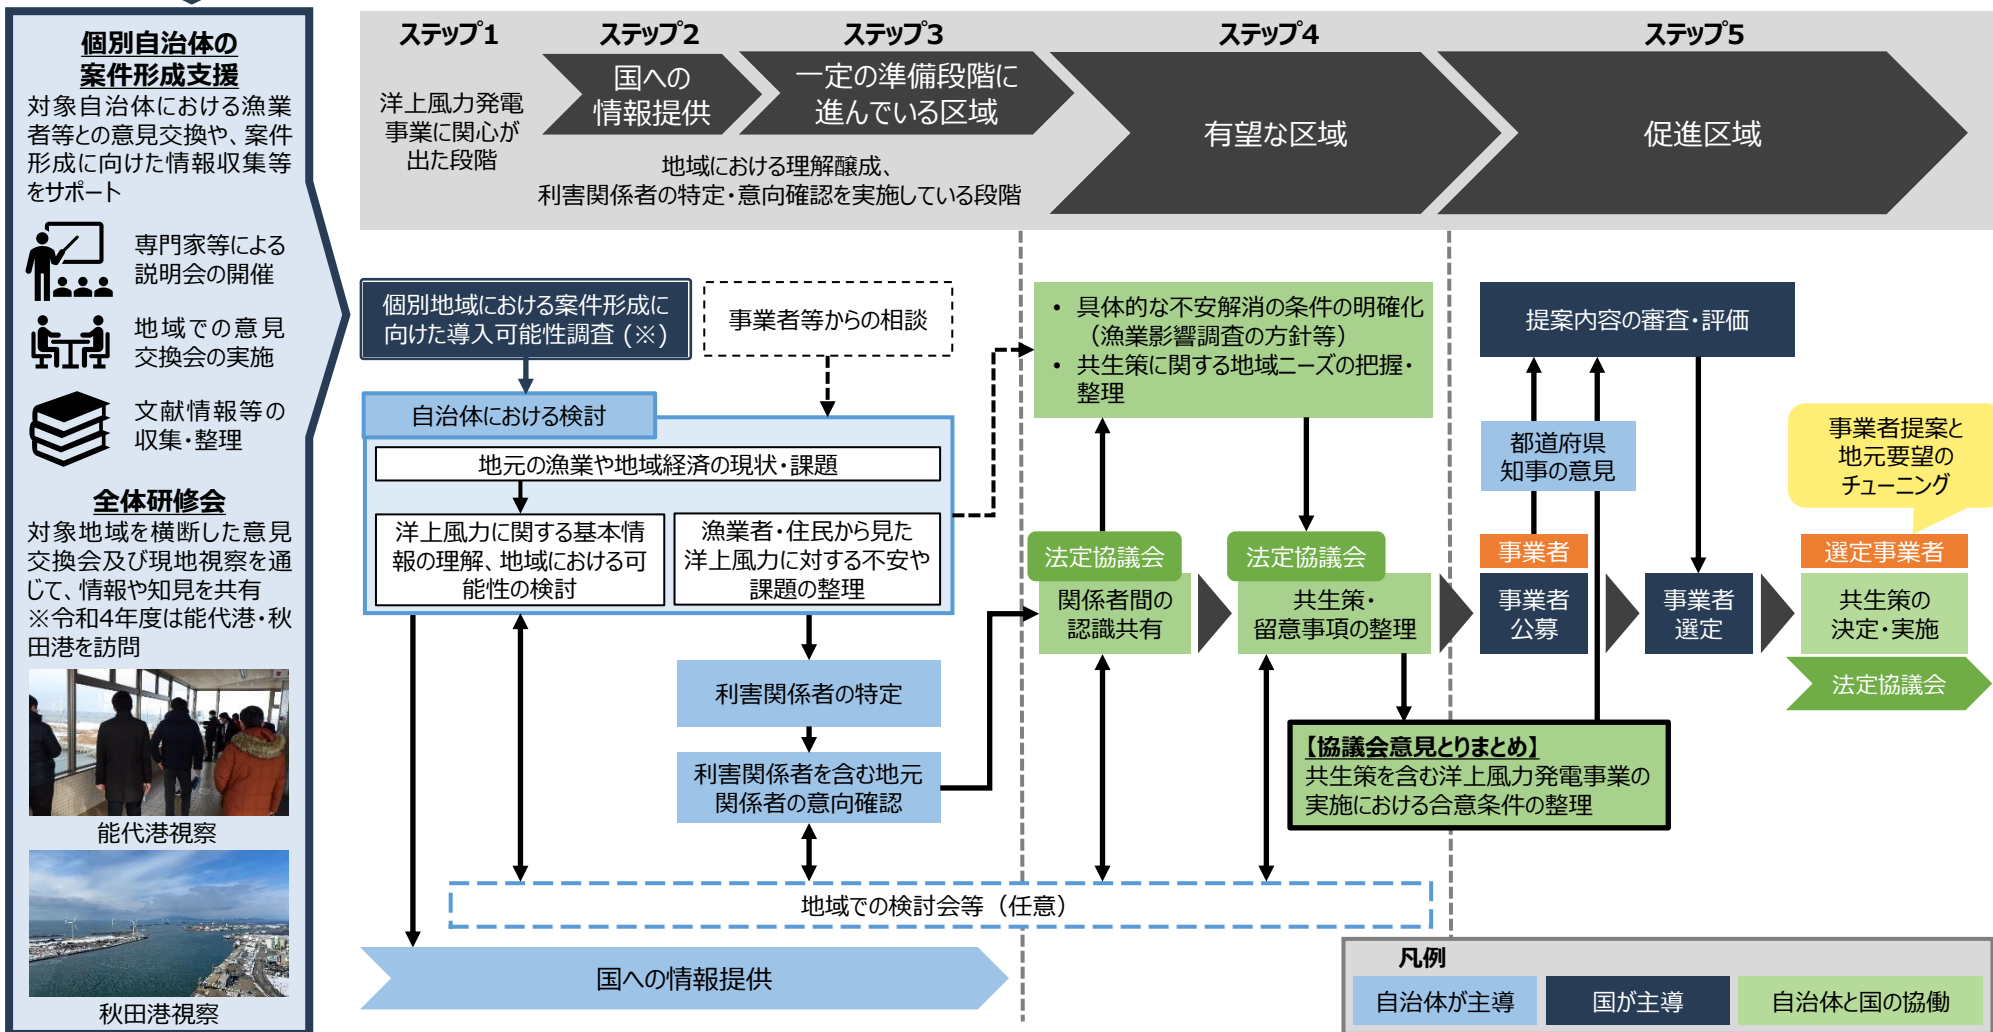 個別自治体の
案件形成支援
対象自治体における漁業
者等との意見交換や、案件
形成に向けた情報収集等
をサポート
専門家等による
説明会の開催
地域での意見
交換会の実施
文献情報等の
収集・整理
全体研修会
対象地域を横断した意見
交換会及び現地視察を通
じて、情報や知見を共有
※令和4年度は能代港・秋
田港を訪問
能代港視察
秋田港視察
ステップ1
ステップ2
ステップ3
ステップ4
ステップ5
洋上風力発電
事業に関心が
出た段階
国への
情報提供
一定の準備段階に
進んでいる区域
有望な区域
促進区域
地域における理解醸成、
利害関係者の特定・意向確認を実施している段階
個別地域における案件形成に
向けた導入可能性調査 (※)
事業者等からの相談
自治体における検討
地元の漁業や地域経済の現状・課題
洋上風力に関する基本情
報の理解、地域における可
能性の検討
漁業者・住民から見た
洋上風力に対する不安や
課題の整理
利害関係者の特定
利害関係者を含む地元
関係者の意向確認
地域での検討会等（任意）
国への情報提供
• 具体的な不安解消の条件の明確化
（漁業影響調査の方針等）
• 共生策に関する地域ニーズの把握・
整理
法定協議会
関係者間の
認識共有
法定協議会
共生策・
留意事項の整理
【協議会意見とりまとめ】
共生策を含む洋上風力発電事業の
実施における合意条件の整理
提案内容の審査・評価
都道府県
知事の意見
事業者
事業者
公募
事業者
選定
事業者提案と
地元要望の
チューニング
選定事業者
共生策の
決定・実施
法定協議会
凡例
自治体が主導
国が主導
自治体と国の協働